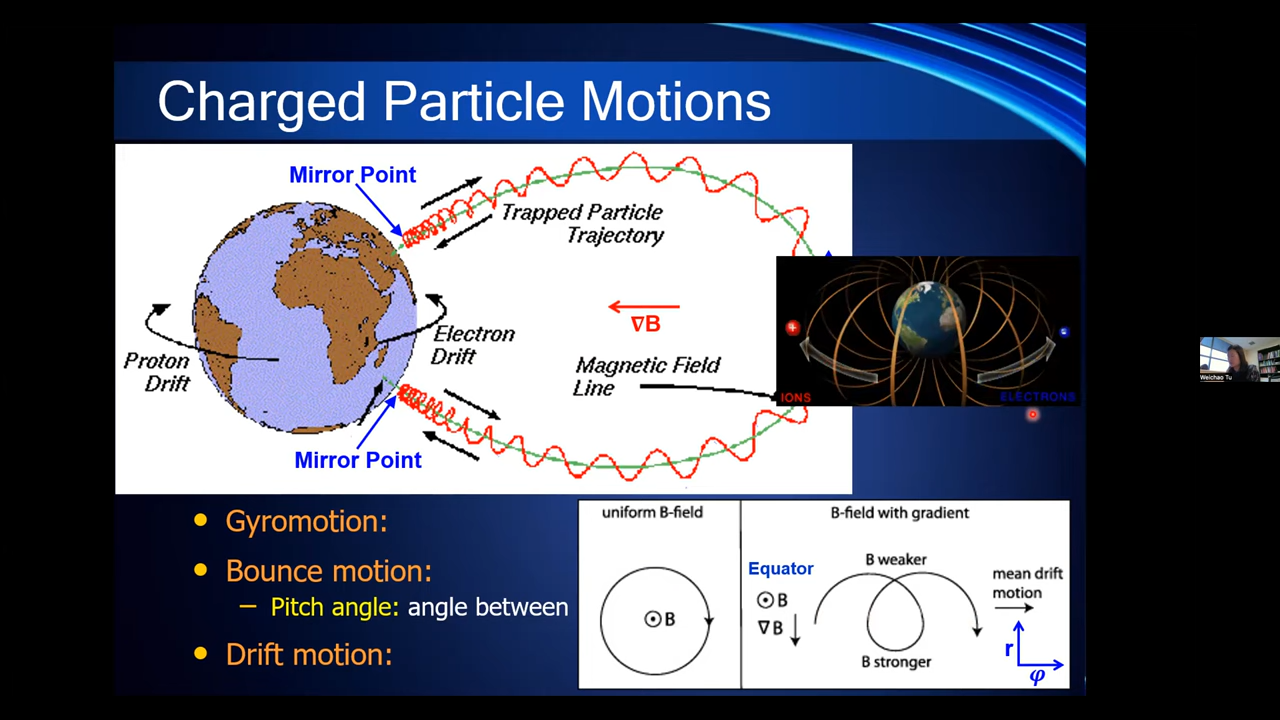 Charged Particle Motions
Mirror Point
Trapped Particle
Trajectory
∇B
Electron
Drift
Proton
Drift
Magnetic Field
Line
Mirror Point
+
IONS
ELECTRONS
Weichao Tu
• Gyromotion:
• Bounce motion:
– Pitch angle: angle between
• Drift motion:
uniform B-field
⊙B
B-field with gradient
Equator
⊙B
∇B
B weaker
B stronger
mean drift
motion
r
φ